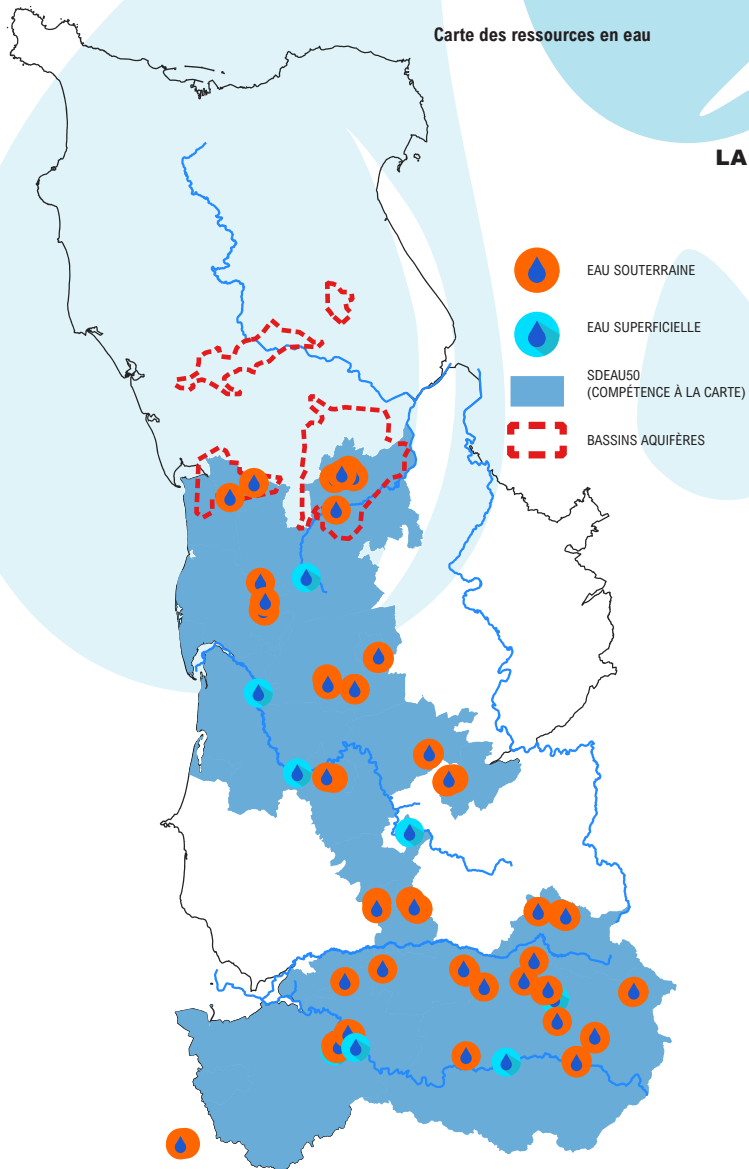 Carte des ressources en eau
LA
EAU SOUTERRAINE
EAU SUPERFICIELLE
SDEAU50
(COMPÉTENCE À LA CARTE)
BASSINS AQUIFÈRES